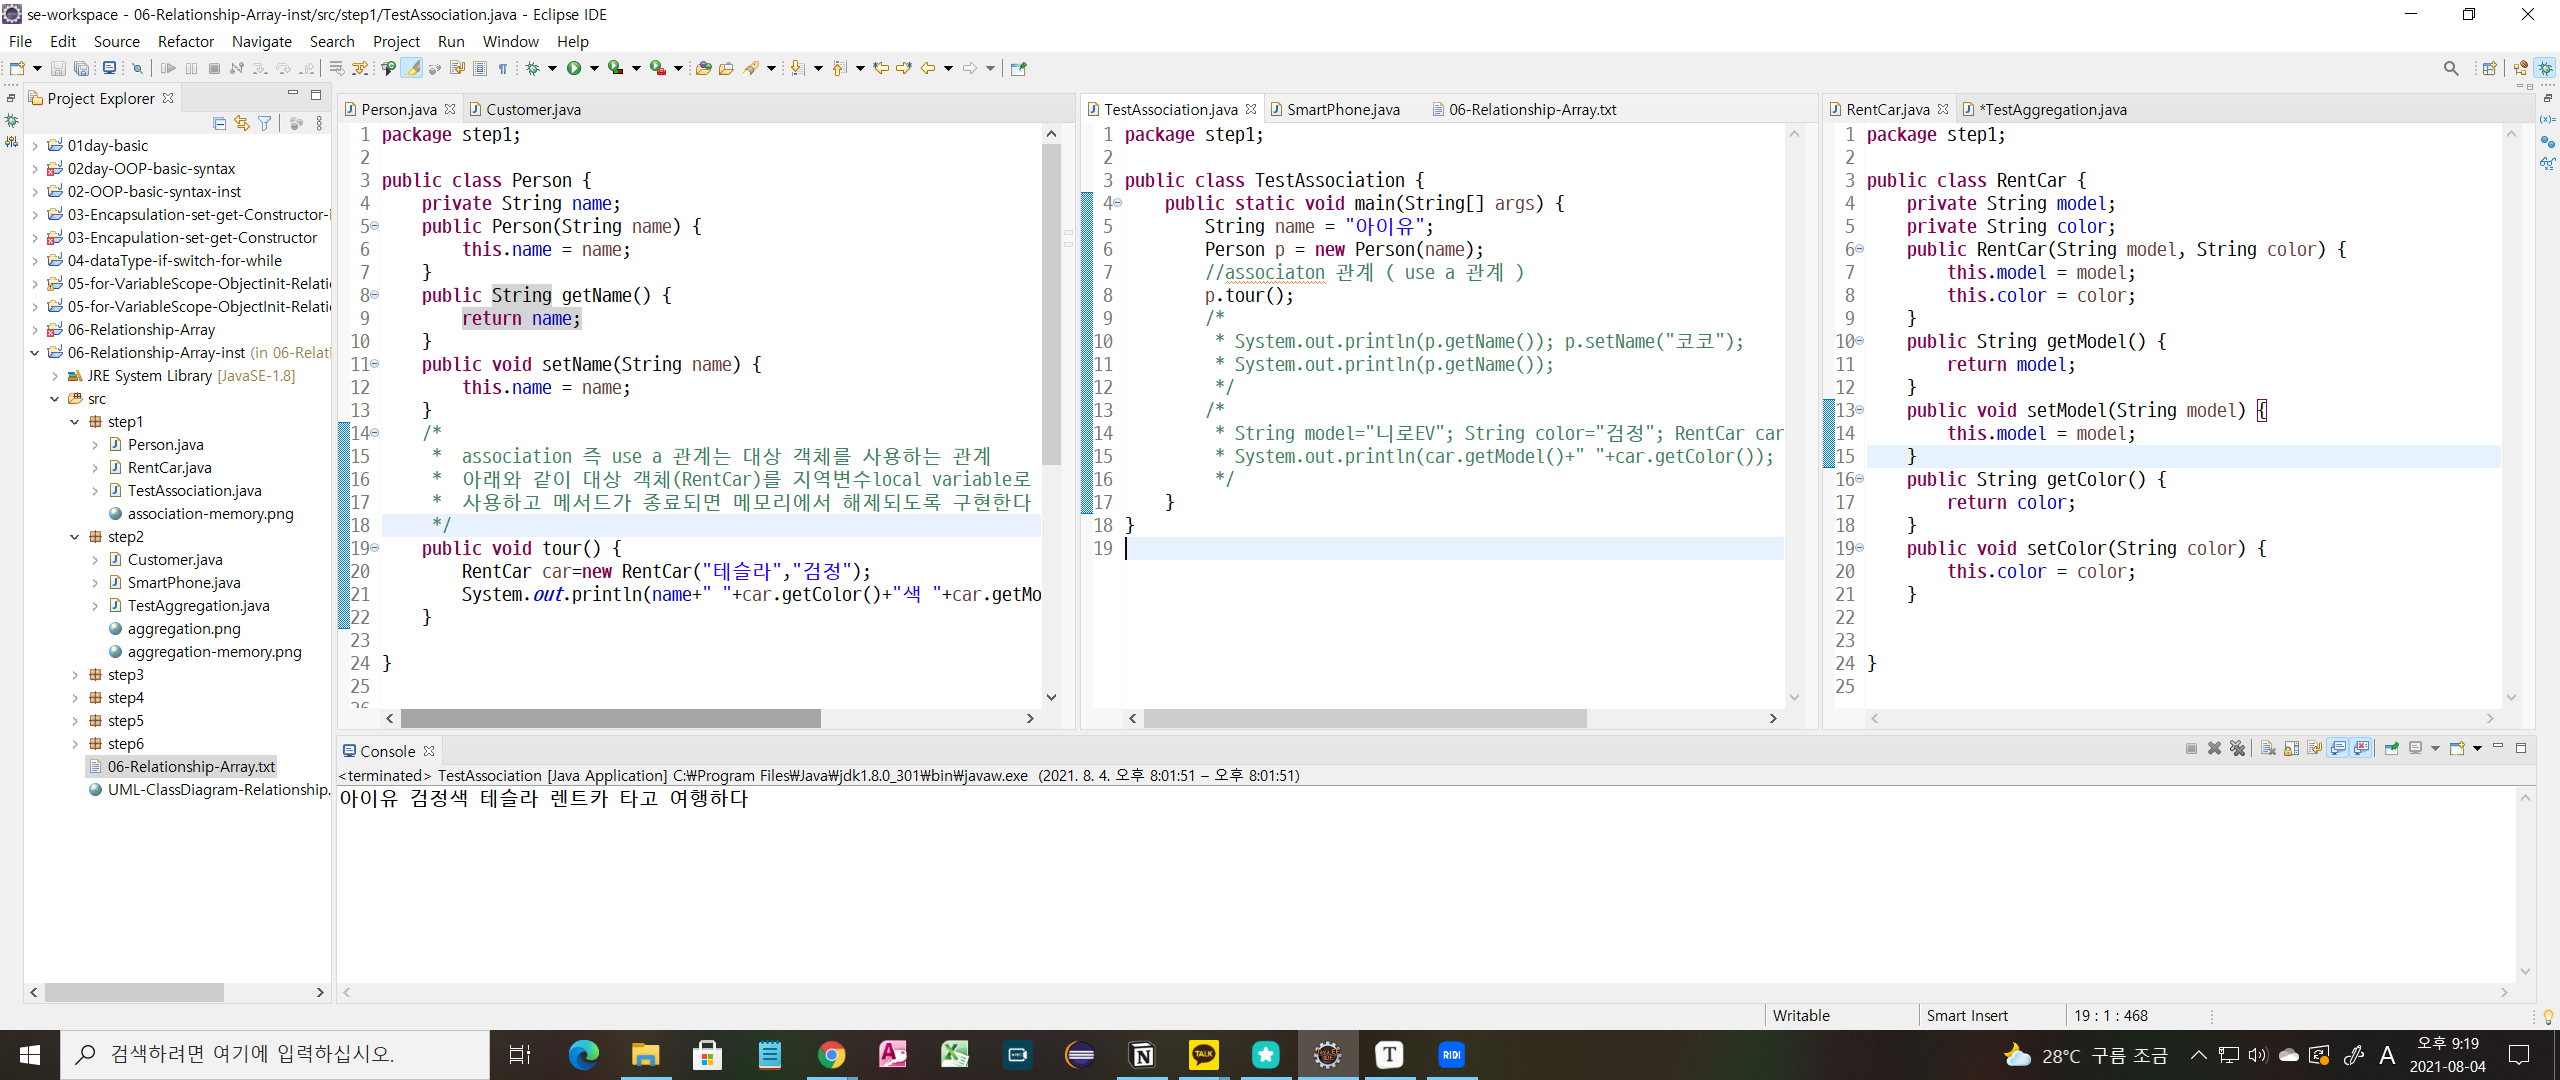 se-workspace - 06-Relationship-Array-inst/src/step1/TestAssociation.java - Eclipse IDE
File Edit Source Refactor Navigate Search Project Run Window Help
Project Explorer
01day-basic
02day-OOP-basic-syntax
02-OOP-basic-syntax-inst
03-Encapsulation-set-get-Constructor-i
03-Encapulation-set-get-Constructor
04-dataType-if-switch-for-while
05-for-VariableScope-ObjectInit-Relatio
05-for-VariableScope-ObjectInit-Relatio
06-Relationship-Array
06-Relationship-Array-inst (in 06-Relati
JRE System Library [JavaSE-1.8]
src
step1
Person.java
RentCar.java
TestAssociation.java
association-memory.png
step2
Customer.java
SmartPhone.java
TestAggregation.java
aggregation.png
aggregation-memory.png
step3
step4
step5
step6
06-Relationship-Array.txt
UML-ClassDiagram-Relationship.
Person.java Customer.java
1 package step1;
2
3 public class Person {
4 private String name;
5 public Person(String name) {
6 this.name = name;
7 }
8 public String getName() {
9 return name;
10 }
11 public void setName(String name) {
12 this.name = name;
13 }
14 /*
15 * association 즉 use a 관계는 대상 객체를 사용하는 관계
16 * 아래와 같이 대상 객체(RentCar)를 지역변수local variable로
17 * 사용하고 메서드가 종료되면 메모리에서 해제되도록 구현한다
18 */
19 public void tour() {
20 RentCar car=new RentCar("테슬라","검정");
21 System.out.println(name+" "+car.getColor()+"색 "+car.getMo
22 }
23
24 }
25
26
TestAssociation.java SmartPhone.java 06-Relationship-Array.txt
1 package step1;
2
3 public class TestAssociation {
4 public static void main(String[] args) {
5 String name = "아이유";
6 Person p = new Person(name);
7 //associaton 관계 ( use a 관계 )
8 p.tour();
9 /*
10 * System.out.println(p.getName()); p.setName("코코");
11 * System.out.println(p.getName());
12 */
13 /*
14 * String model="니로EV"; String color="검정"; RentCar car
15 * System.out.println(car.getModel()+" "+car.getColor());
16 */
17 }
18 }
19
RentCar.java *TestAggregation.java
1 package step1;
2
3 public class RentCar {
4 private String model;
5 private String color;
6 public RentCar(String model, String color) {
7 this.model = model;
8 this.color = color;
9 }
10 public String getModel() {
11 return model;
12 }
13 public void setModel(String model) {
14 this.model = model;
15 }
16 public String getColor() {
17 return color;
18 }
19 public void setColor(String color) {
20 this.color = color;
21 }
22
23
24 }
25
Console
<terminated> TestAssociation [Java Application] C:₩Program Files₩Java₩jdk1.8.0_301₩bin₩javaw.exe (2021. 8. 4. 오후 8:01:51 – 오후 8:01:51)
아이유 검정색 테슬라 렌트카 타고 여행하다
Writable Smart Insert 19 : 1 : 468
검색하려면 여기에 입력하십시오.
TALK
T
RIDI
28°C 구름 조금
A
오후 9:19
2021-08-04